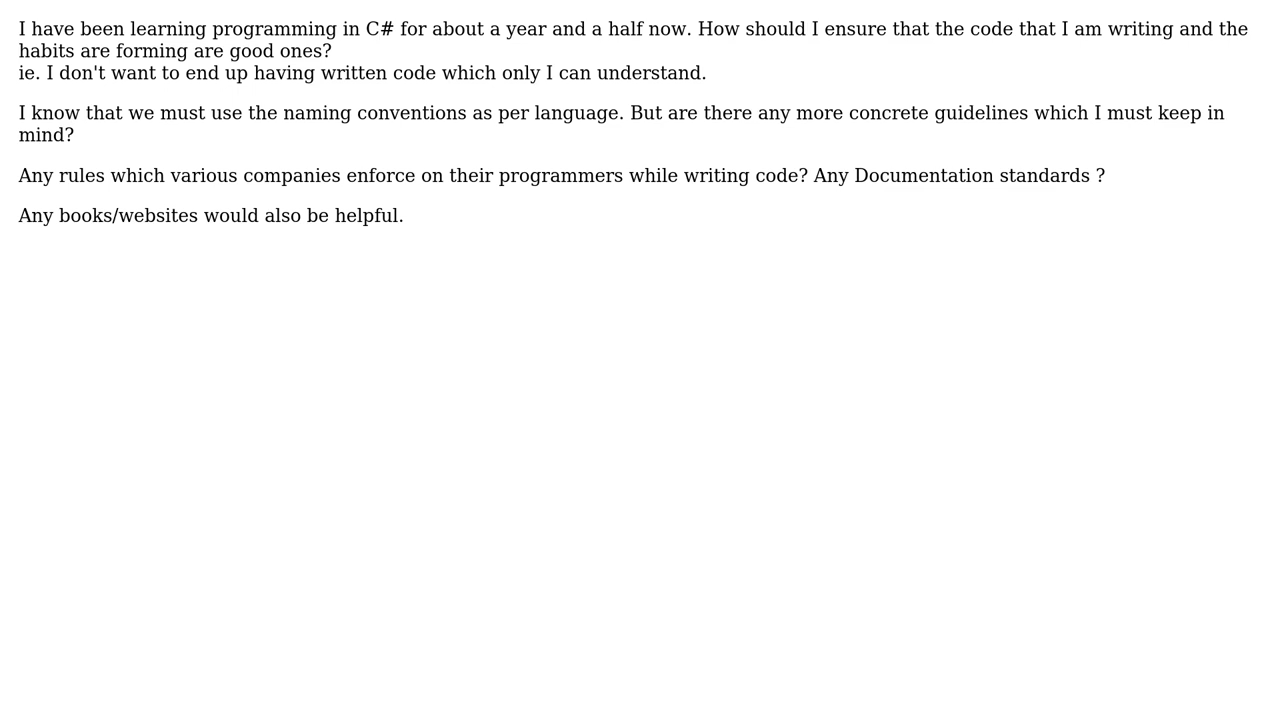 I have been learning programming in C# for about a year and a half now. How should I ensure that the code that I am writing and the
habits are forming are good ones?
ie. I don't want to end up having written code which only I can understand.
I know that we must use the naming conventions as per language. But are there any more concrete guidelines which I must keep in
mind?
Any rules which various companies enforce on their programmers while writing code? Any Documentation standards ?
Any books/websites would also be helpful.